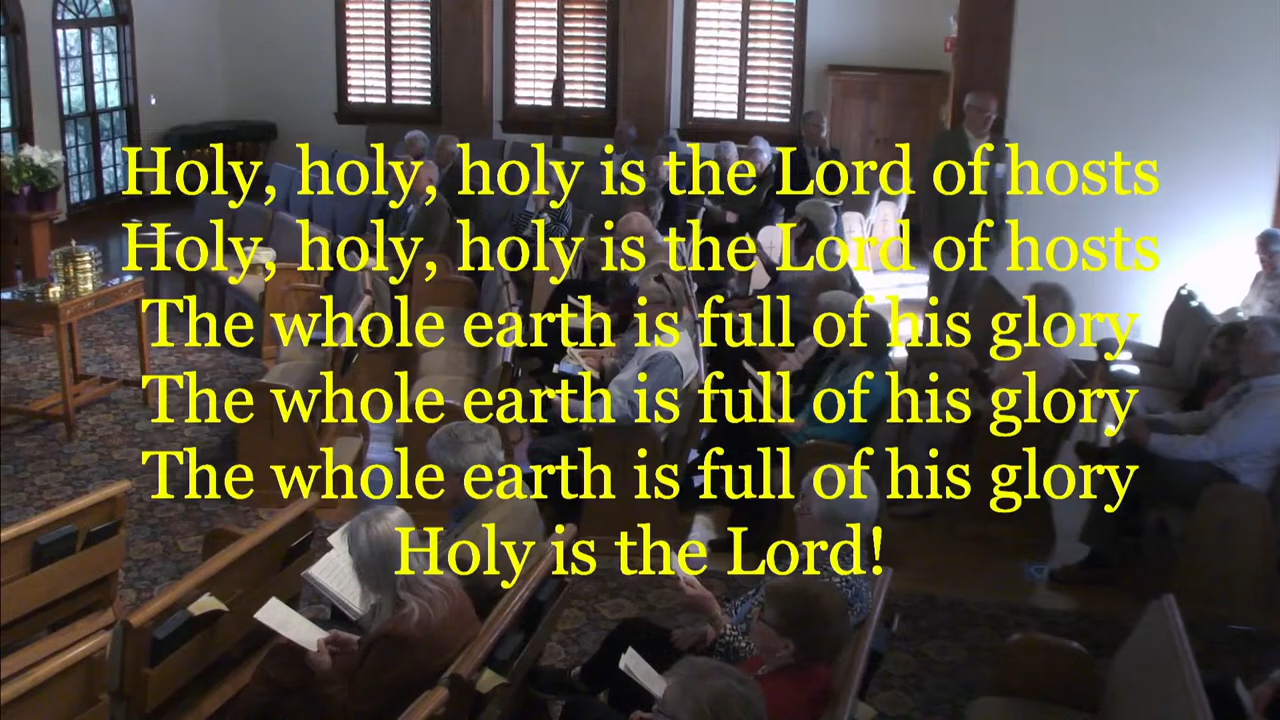 Holy, holy, holy is the Lord of hosts
Holy, holy, holy is the Lord of hosts
The whole earth is full of his glory
The whole earth is full of his glory
The whole earth is full of his glory
Holy is the Lord!